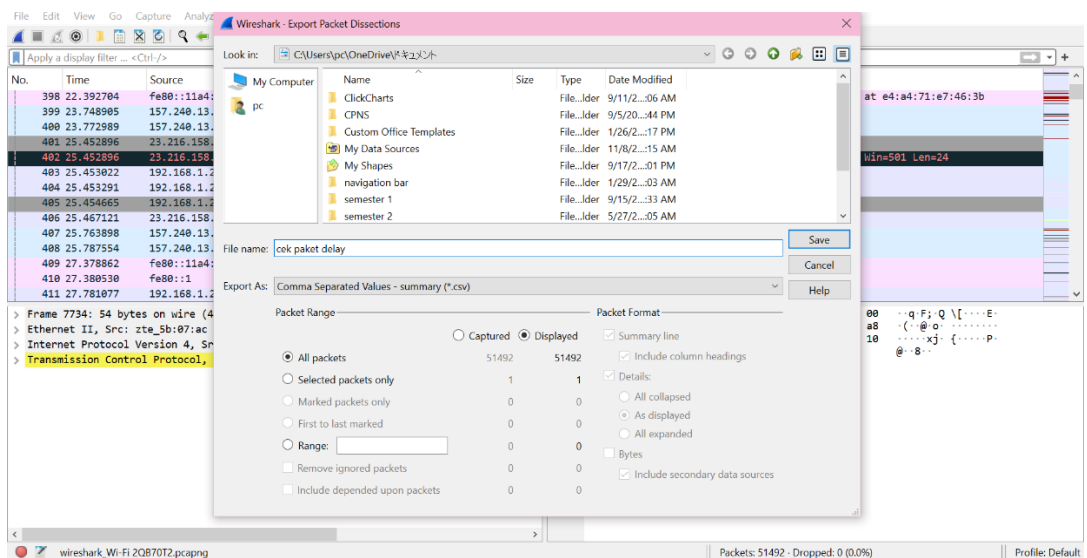 File Edit View Go Capture Analyz
Wireshark - Export Packet Dissections
Apply a display filter ... <Ctrl-/>
Look in: C:\Users\pc\OneDrive\ドキュメント
My Computer
pc
Name Size Type Date Modified
ClickCharts File...lder 9/11/2...:06 AM
CPNS File...lder 9/5/20...:44 PM
Custom Office Templates File...lder 1/26/2...:17 PM
My Data Sources File...lder 11/8/2...:15 AM
My Shapes File...lder 9/17/2...:01 PM
navigation bar File...lder 1/29/2...:03 AM
semester 1 File...lder 9/15/2...:33 AM
semester 2 File...lder 5/27/2...:05 AM
File name: cek paket delay
Save
Cancel
Help
Export As: Comma Separated Values - summary (*.csv)
Packet Range
Captured Displayed
All packets 51492 51492
Selected packets only 1 1
Marked packets only 0 0
First to last marked 0 0
Range: 0 0
Remove ignored packets 0 0
Include depended upon packets 0 0
Packet Format
Summary line
Include column headings
Details:
All collapsed
As displayed
All expanded
Bytes
Include secondary data sources
No. Time Source
398 22.392704 fe80::11a4: at e4:a4:71:e7:46:3b
399 23.748905 157.240.13.
400 23.772989 157.240.13.
401 25.452896 23.216.158.
402 25.452896 23.216.158. Win=501 Len=24
403 25.453022 192.168.1.2
404 25.453291 192.168.1.2
405 25.454665 192.168.1.2
406 25.467121 23.216.158.
407 25.763898 157.240.13.
408 25.787554 157.240.13.
409 27.378862 fe80::11a4:
410 27.380530 fe80::1
411 27.781077 192.168.1.2
> Frame 7734: 54 bytes on wire (4
> Ethernet II, Src: zte_5b:07:ac
> Internet Protocol Version 4, Sr
> Transmission Control Protocol,
00 ··q·F;·Q \[····E·
a8 ·(··@·o· ········
10 ·····xj· {·····P·
@··8··
wireshark_Wi-Fi 2QB70T2.pcapng
Packets: 51492 · Dropped: 0 (0.0%)
Profile: Default